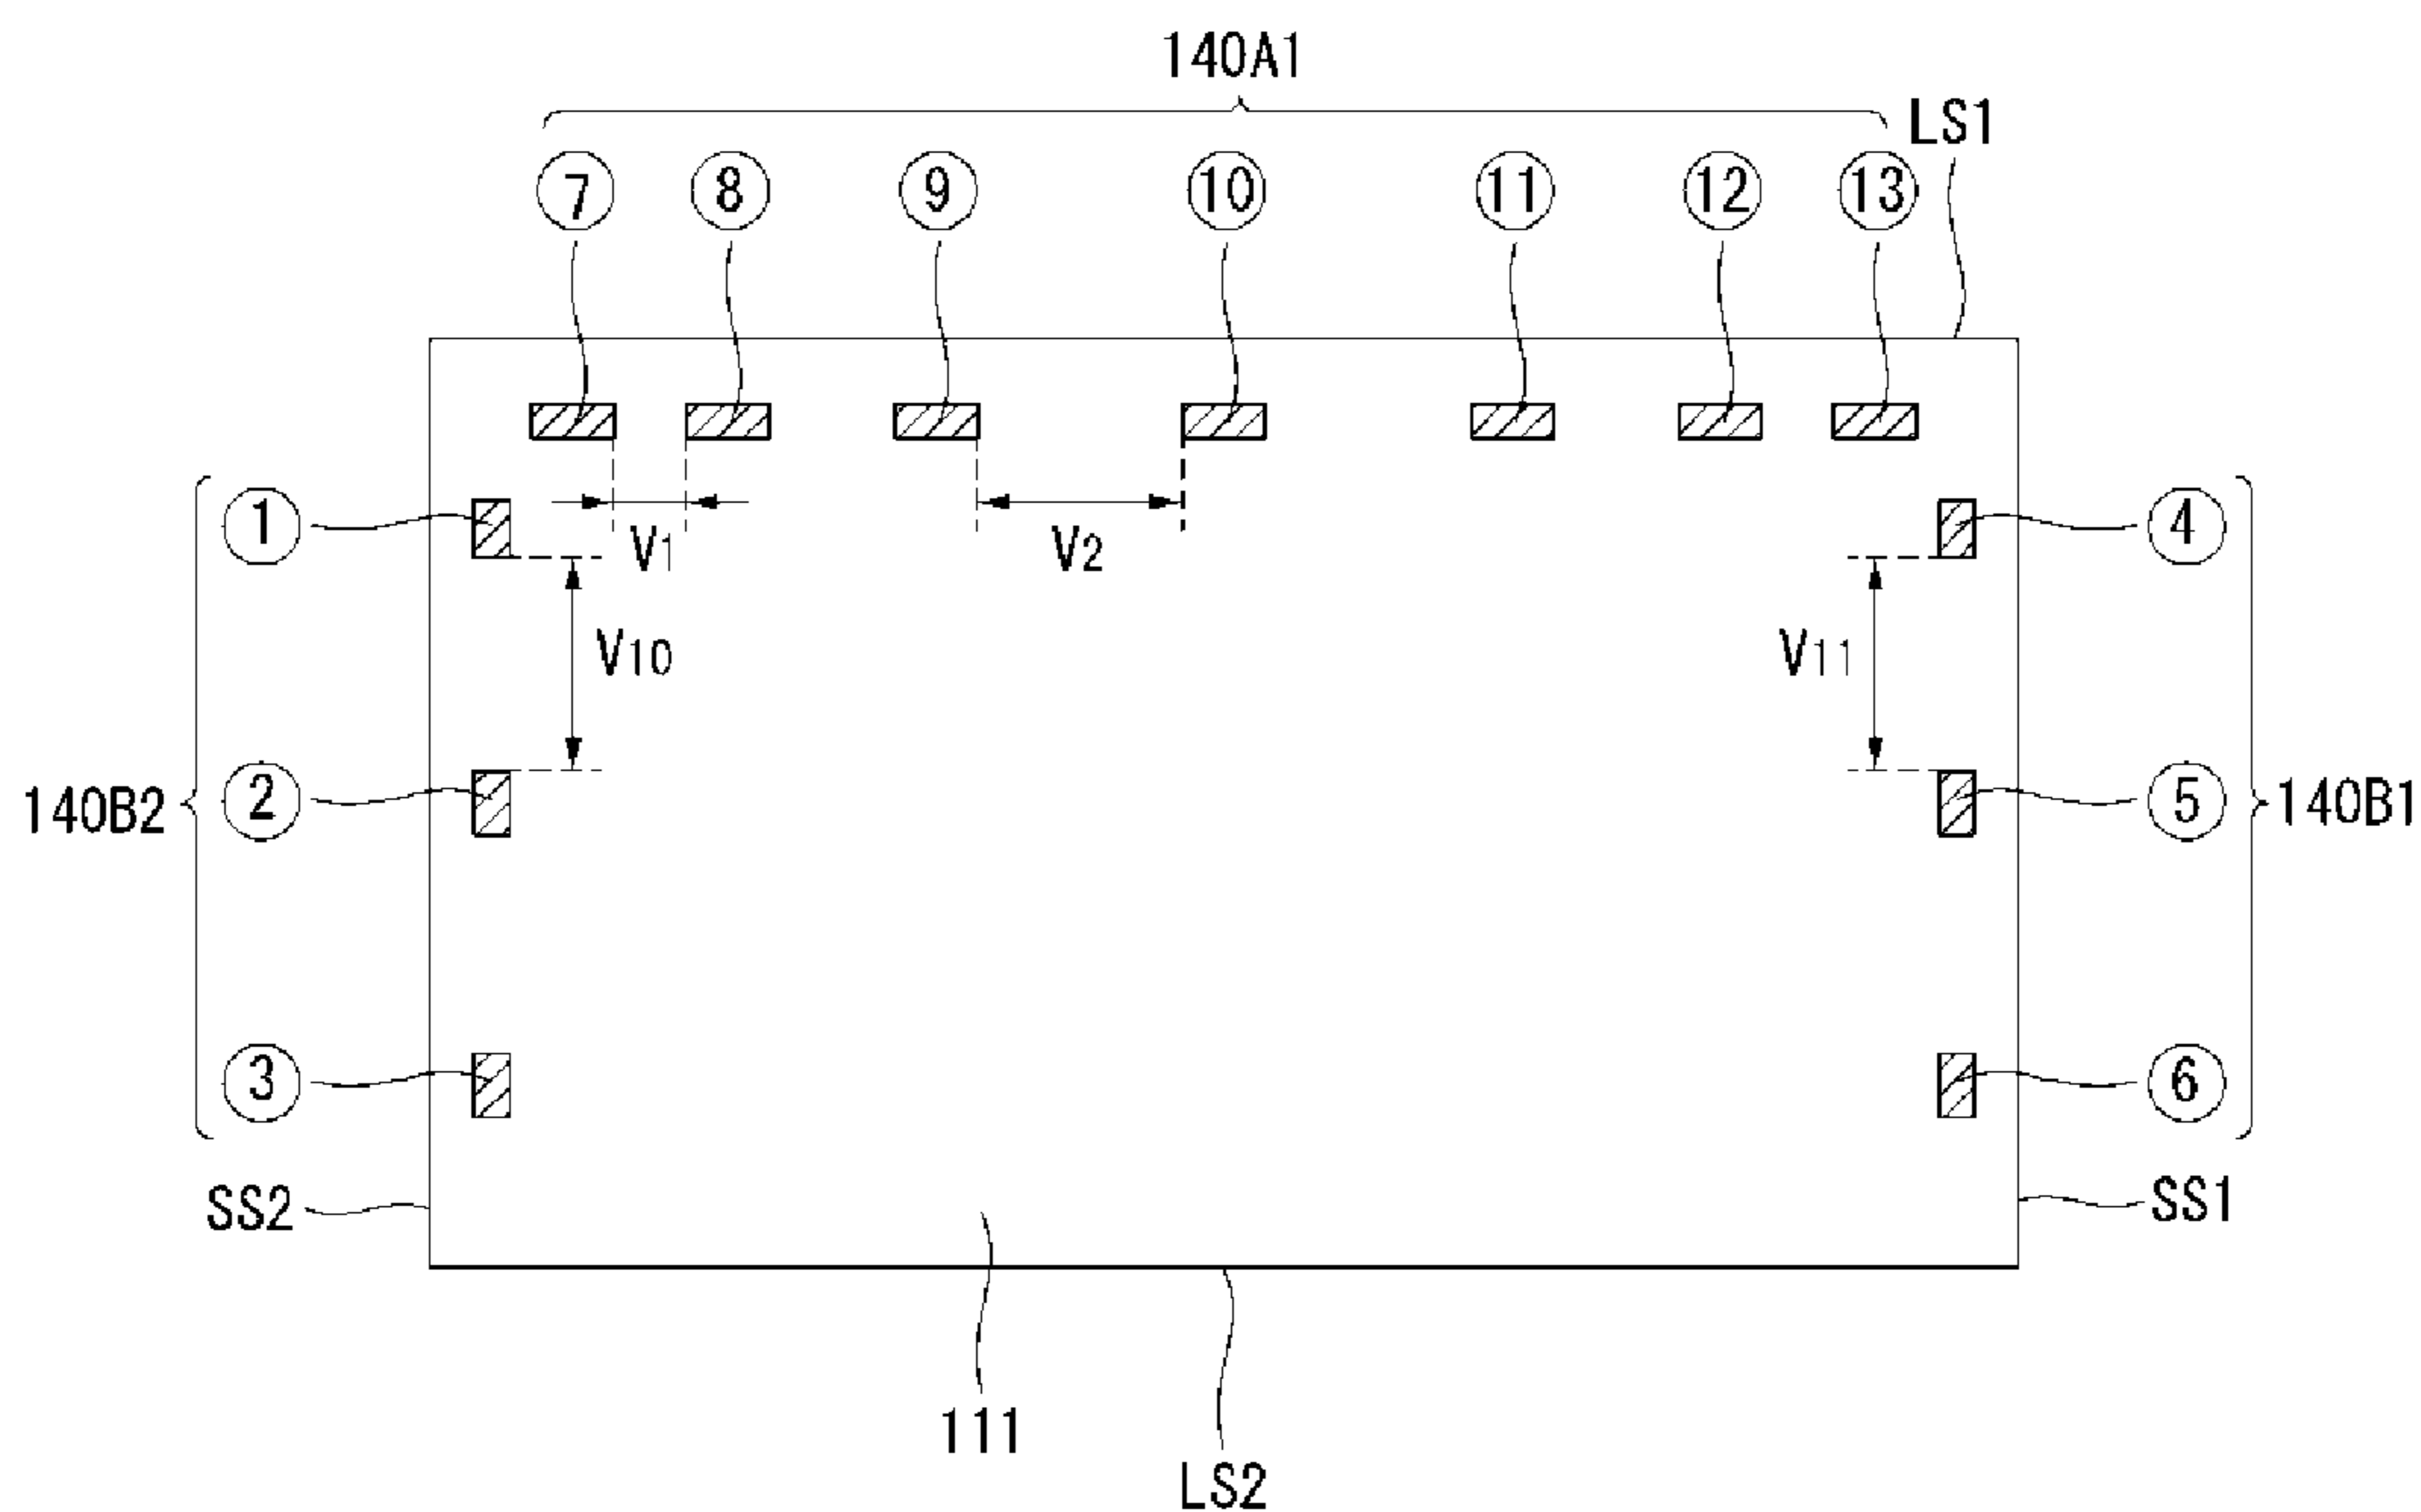 140A1
LS1
⑦ ⑧ ⑨ ⑩ ⑪ ⑫ ⑬
① ④
V1 V2
V10 V11
② ⑤
140B2 140B1
③ ⑥
SS2 SS1
111
LS2